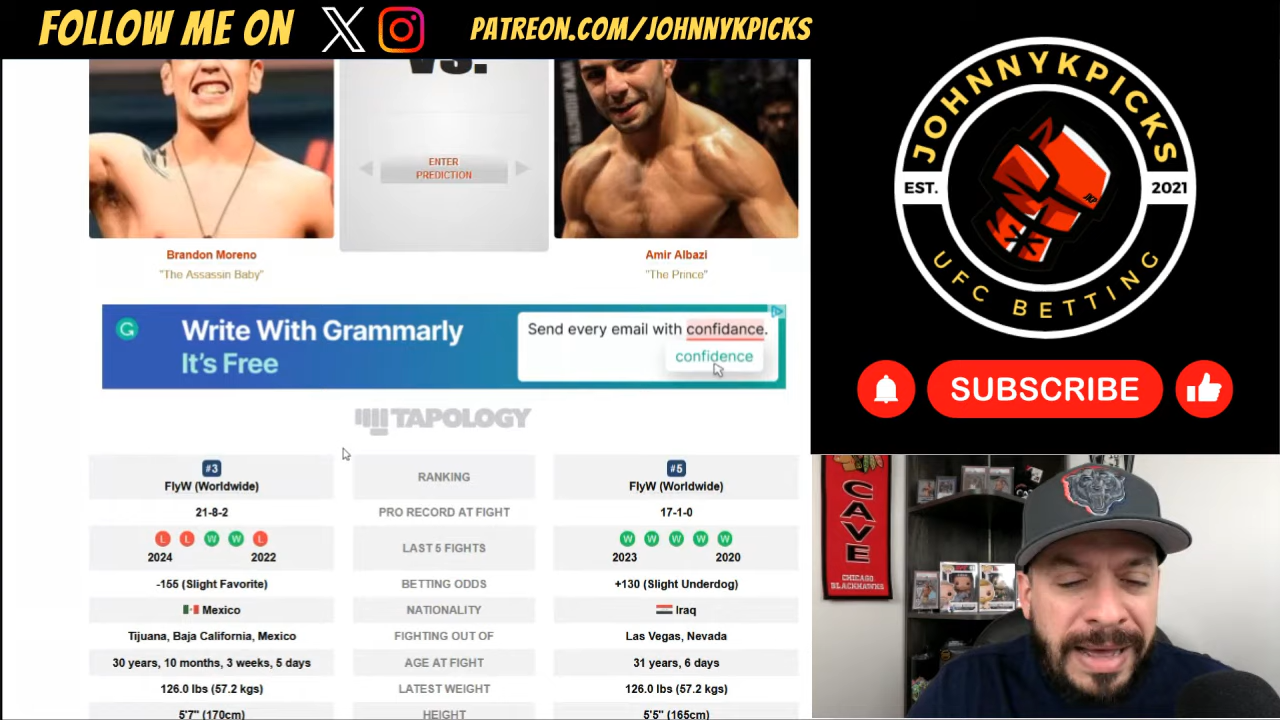 FOLLOW ME ON
PATREON.COM/JOHNNYKPICKS
VS.
ENTER
PREDICTION
Brandon Moreno
"The Assassin Baby"
Amir Albazi
"The Prince"
Write With Grammarly
It's Free
Send every email with confidance.
confidence
TAPOLOGY
#3
FlyW (Worldwide)
RANKING
#5
FlyW (Worldwide)
21-8-2
PRO RECORD AT FIGHT
17-1-0
L L W W L
2024 2022
LAST 5 FIGHTS
W W W W W
2023 2020
-155 (Slight Favorite)
BETTING ODDS
+130 (Slight Underdog)
Mexico
NATIONALITY
Iraq
Tijuana, Baja California, Mexico
FIGHTING OUT OF
Las Vegas, Nevada
30 years, 10 months, 3 weeks, 5 days
AGE AT FIGHT
31 years, 6 days
126.0 lbs (57.2 kgs)
LATEST WEIGHT
126.0 lbs (57.2 kgs)
5'7" (170cm)
HEIGHT
5'5" (165cm)
JOHNNYKPICKS
EST. 2021
JKP
UFC BETTING
SUBSCRIBE
CAVE
CHICAGO
BLACKHAWKS